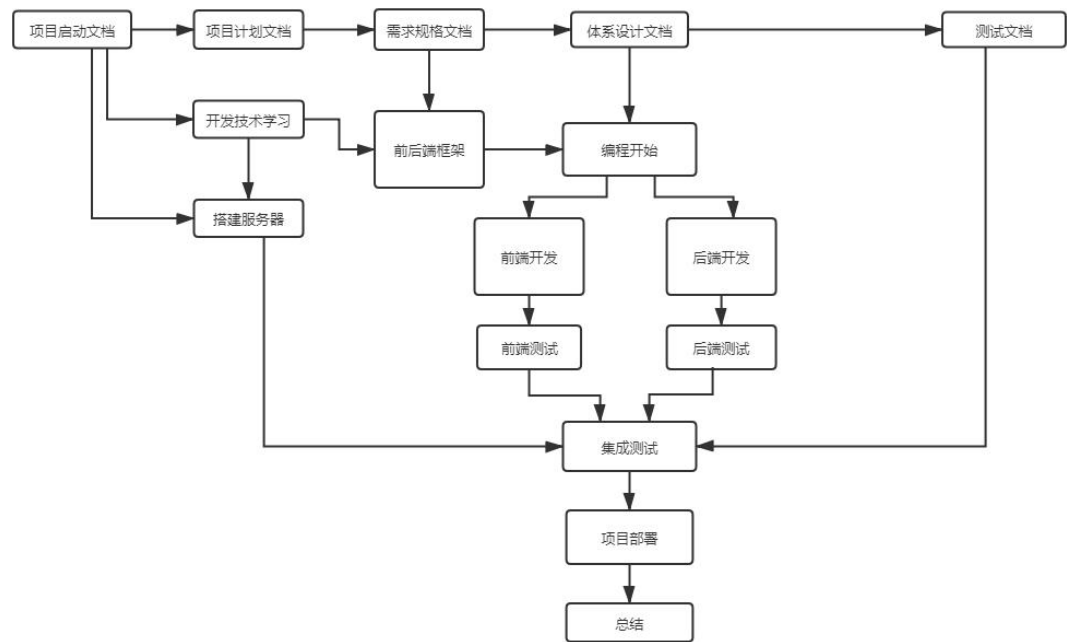 项目启动文档
项目计划文档
需求规格文档
体系设计文档
测试文档
开发技术学习
前后端框架
编程开始
搭建服务器
前端开发
后端开发
前端测试
后端测试
集成测试
项目部署
总结